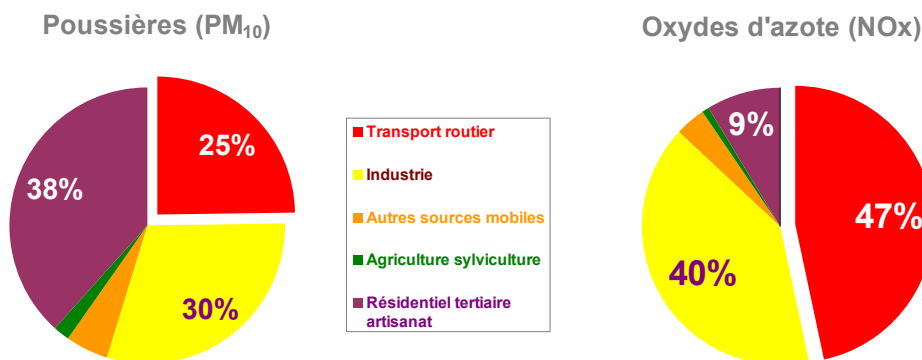 Poussières (PM₁₀)
25%
38%
30%
Transport routier
Industrie
Autres sources mobiles
Agriculture sylviculture
Résidentiel tertiaire
artisanat
Oxydes d'azote (NOx)
9%
47%
40%